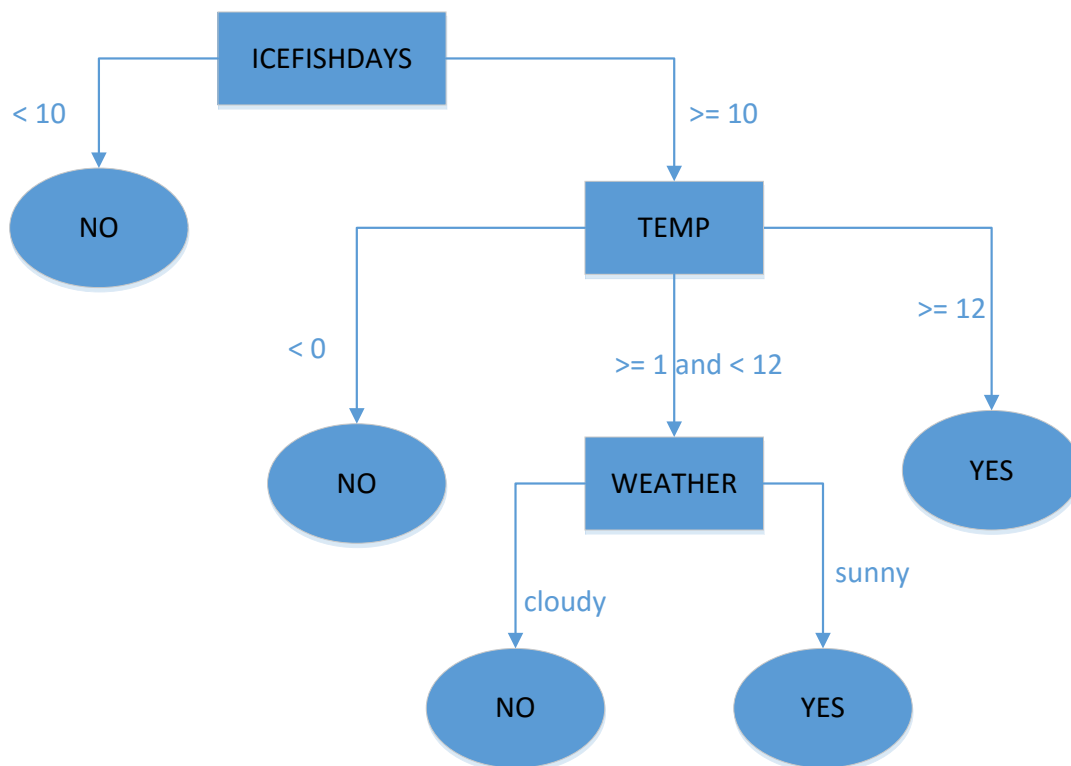 ICEFISHDAYS
< 10
>= 10
NO
TEMP
< 0
>= 1 and < 12
>= 12
NO
WEATHER
YES
cloudy
sunny
NO
YES